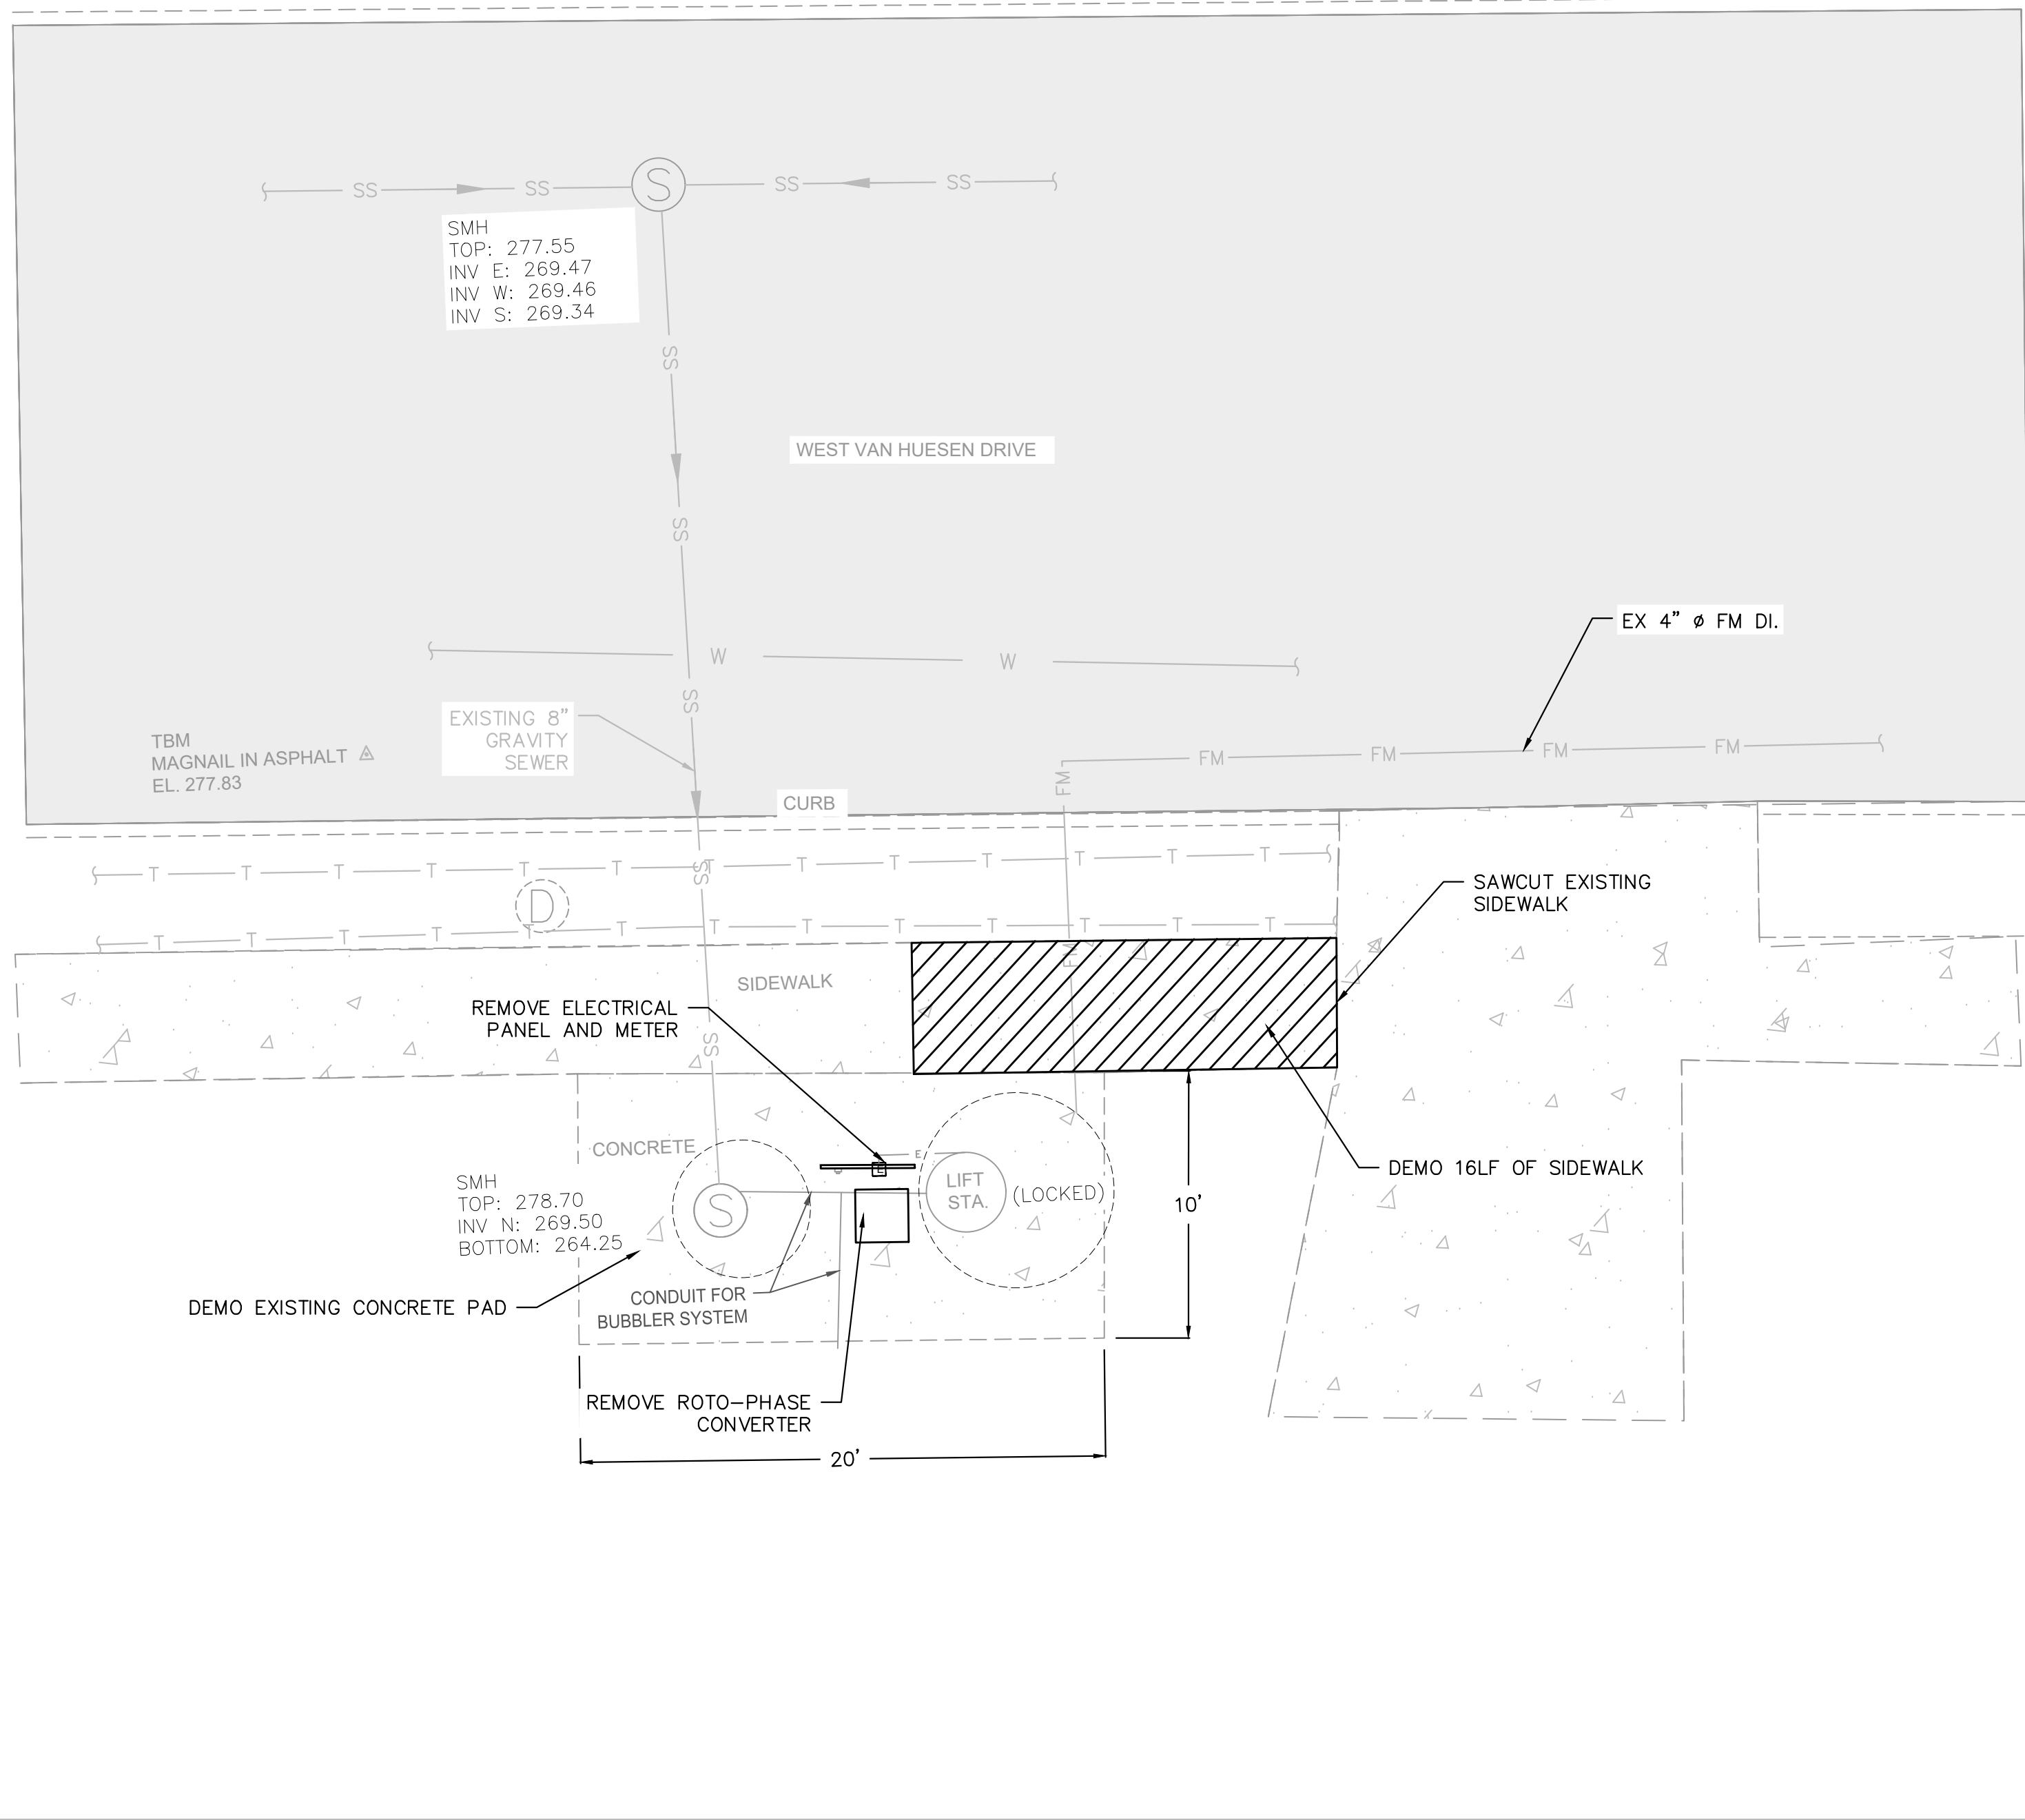 SS
SS
S
SS
SS
SMH
TOP: 277.55
INV E: 269.47
INV W: 269.46
INV S: 269.34
SS
WEST VAN HUESEN DRIVE
SS
EX 4" ø FM DI.
W
W
SS
EXISTING 8"
GRAVITY
SEWER
TBM
MAGNAIL IN ASPHALT
EL. 277.83
FM
FM
FM
FM
FM
CURB
T
T
T
T
T
T
T
T
T
T
T
T
T
SS
D
SAWCUT EXISTING
SIDEWALK
T
T
T
T
T
T
T
T
T
T
T
T
T
FM
SIDEWALK
REMOVE ELECTRICAL
PANEL AND METER
SS
CONCRETE
E
E
LIFT
STA.
(LOCKED)
DEMO 16LF OF SIDEWALK
SMH
TOP: 278.70
INV N: 269.50
BOTTOM: 264.25
S
10'
DEMO EXISTING CONCRETE PAD
CONDUIT FOR
BUBBLER SYSTEM
REMOVE ROTO-PHASE
CONVERTER
20'